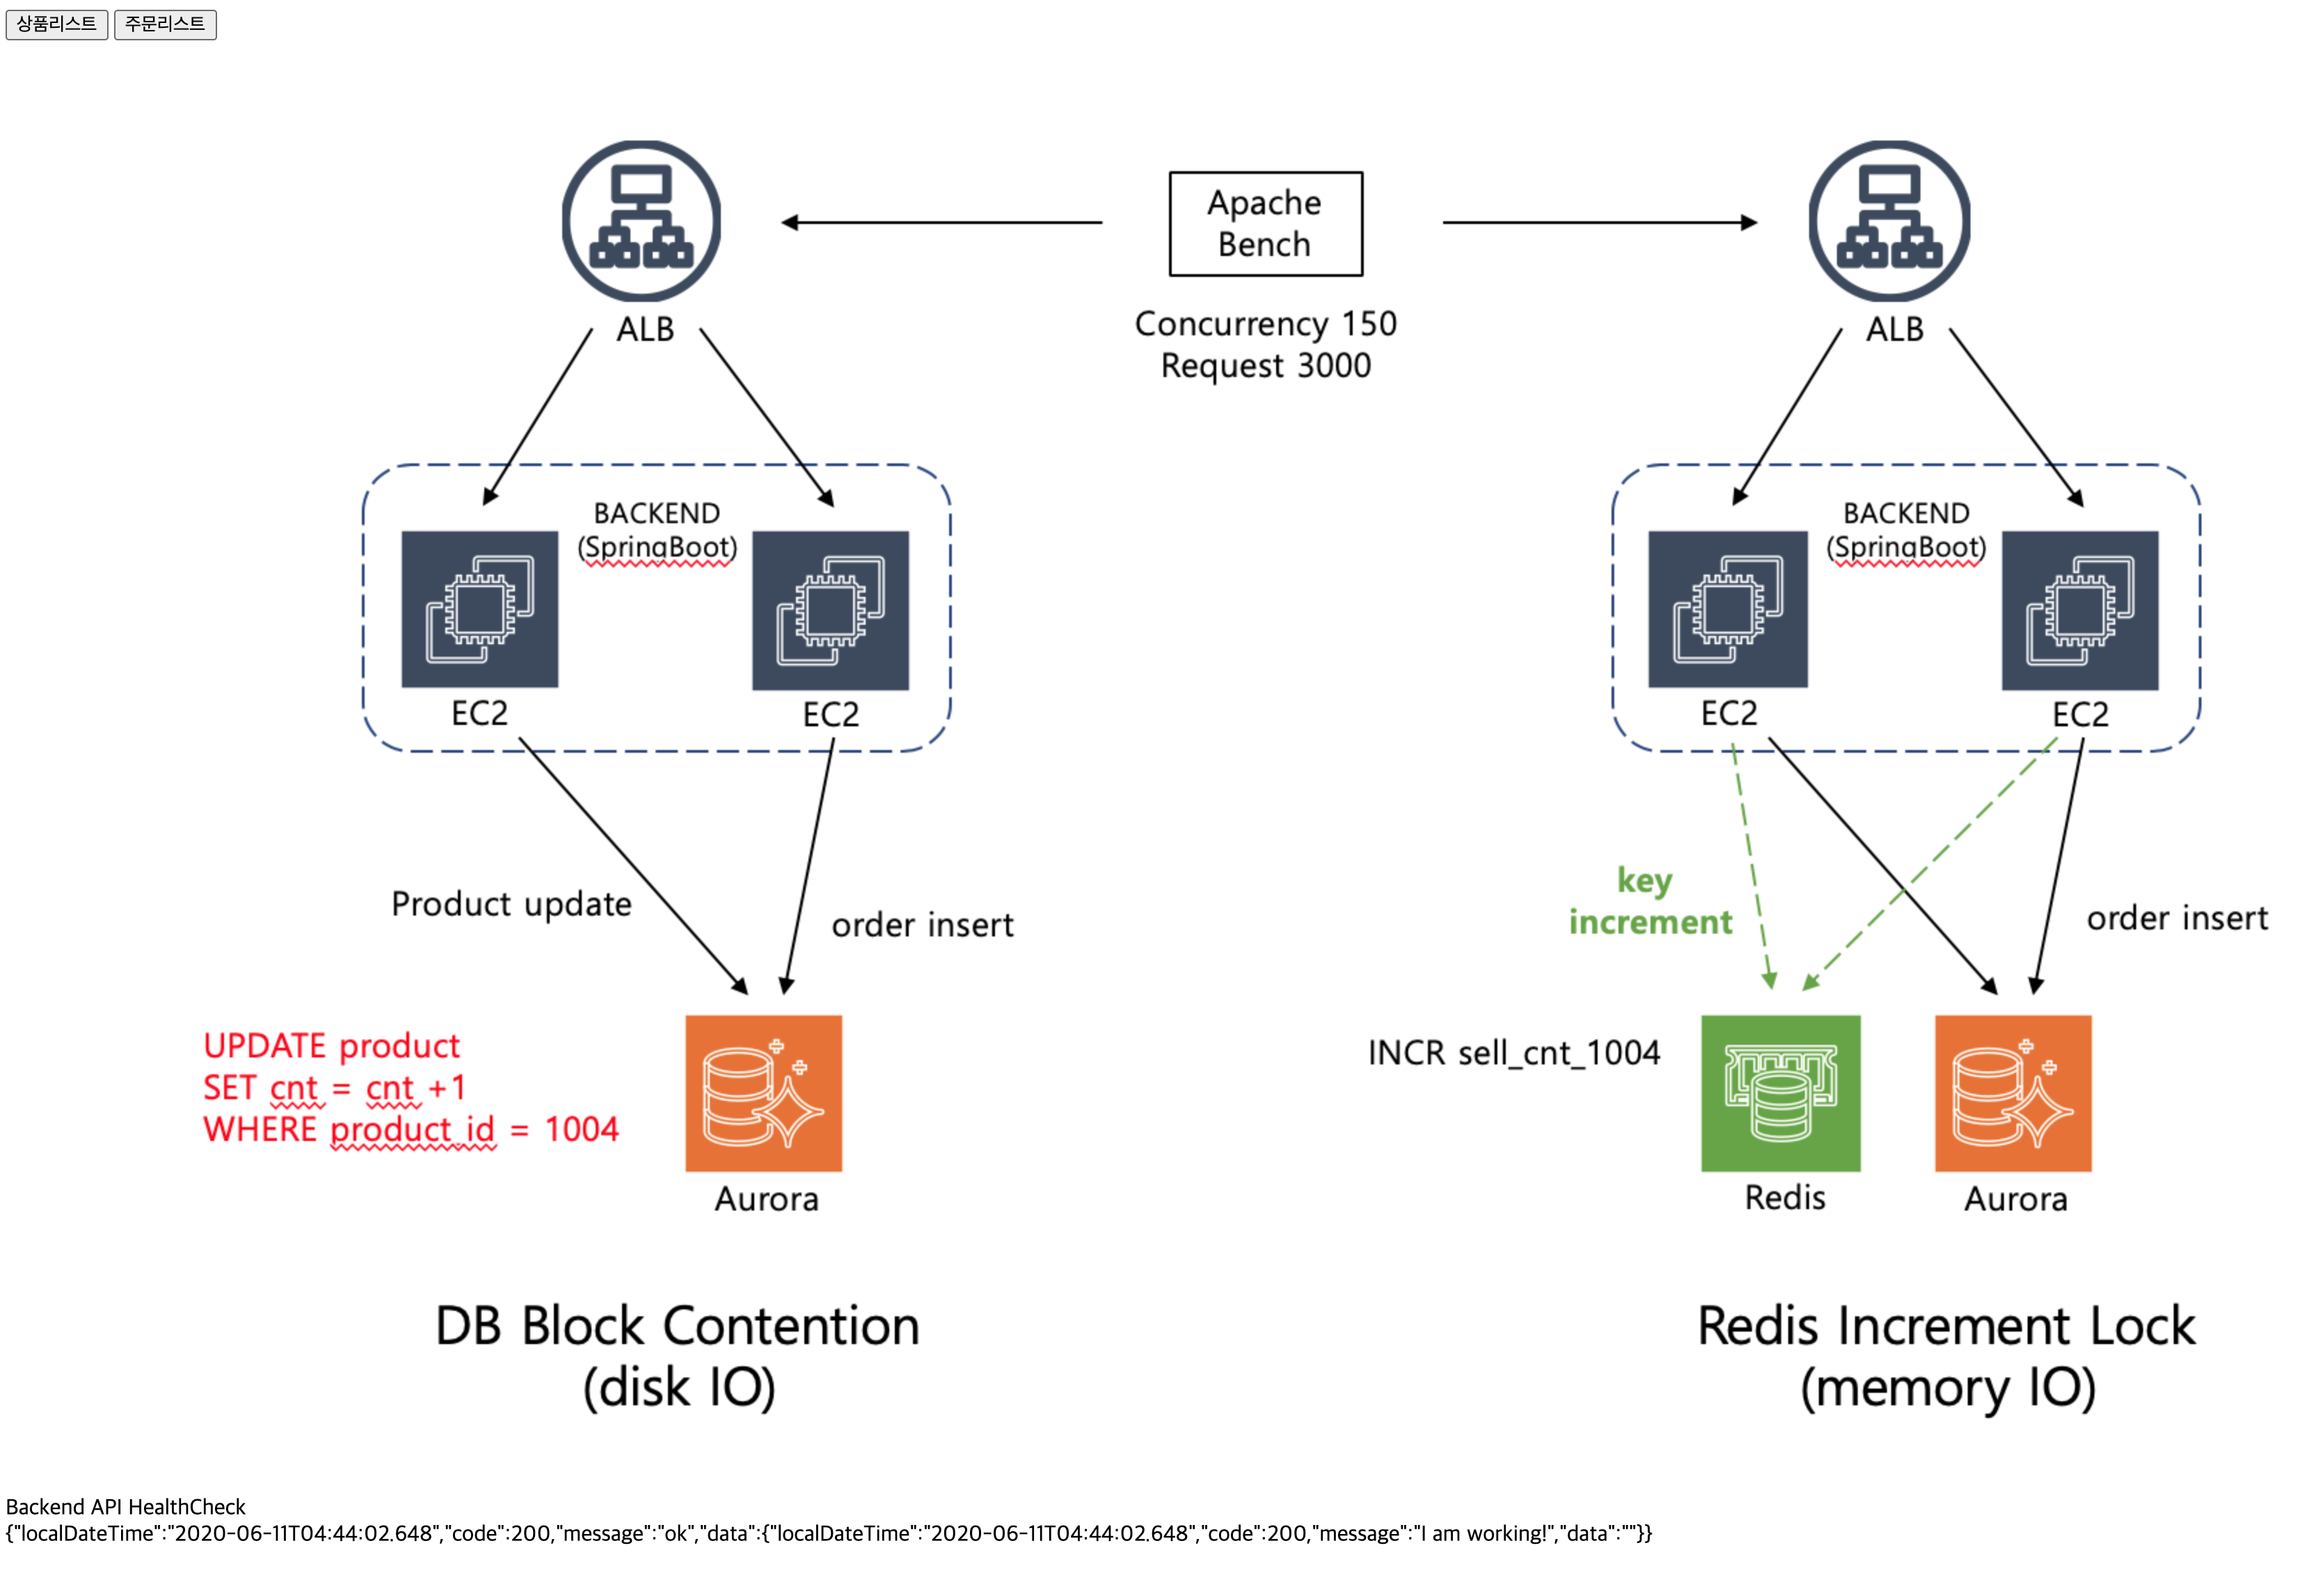 상품리스트 주문리스트
Apache
Bench
Concurrency 150
Request 3000
ALB
BACKEND
(SpringBoot)
EC2
EC2
Product update
order insert
UPDATE product
SET cnt = cnt +1
WHERE product_id = 1004
Aurora
DB Block Contention
(disk IO)
ALB
BACKEND
(SpringBoot)
EC2
EC2
key
increment
order insert
INCR sell_cnt_1004
Redis
Aurora
Redis Increment Lock
(memory IO)
Backend API HealthCheck
{"localDateTime":"2020-06-11T04:44:02.648","code":200,"message":"ok","data":{"localDateTime":"2020-06-11T04:44:02.648","code":200,"message":"I am working!","data":""}}